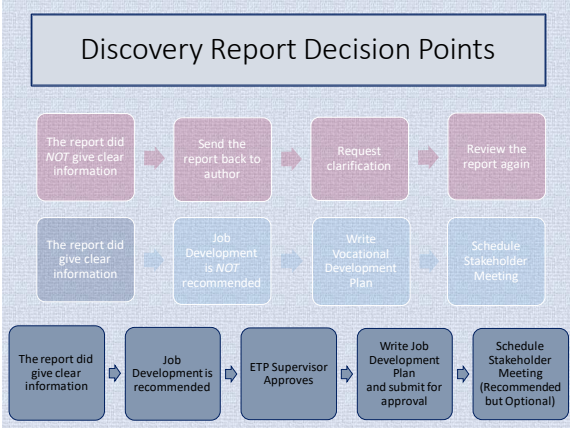 Discovery Report Decision Points
The report did
NOT give clear
information
Send the
report back to
author
Request
clarification
Review the
report again
The report did
give clear
information
Job
Development
is NOT
recommended
Write
Vocational
Development
Plan
Schedule
Stakeholder
Meeting
The report did
give clear
information
Job
Development is
recommended
ETP Supervisor
Approves
Write Job
Development
Plan
and submit for
approval
Schedule
Stakeholder
Meeting
(Recommended
but Optional)